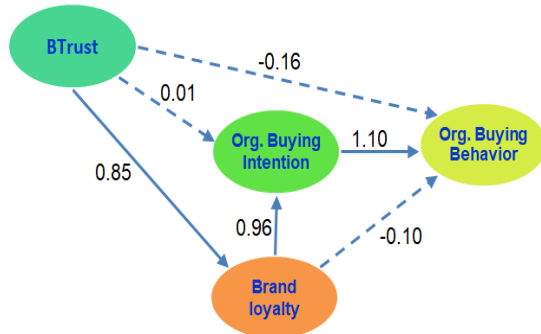 BTrust
-0.16
0.01
Org. Buying
Intention
1.10
Org. Buying
Behavior
0.85
0.96
-0.10
Brand
loyalty